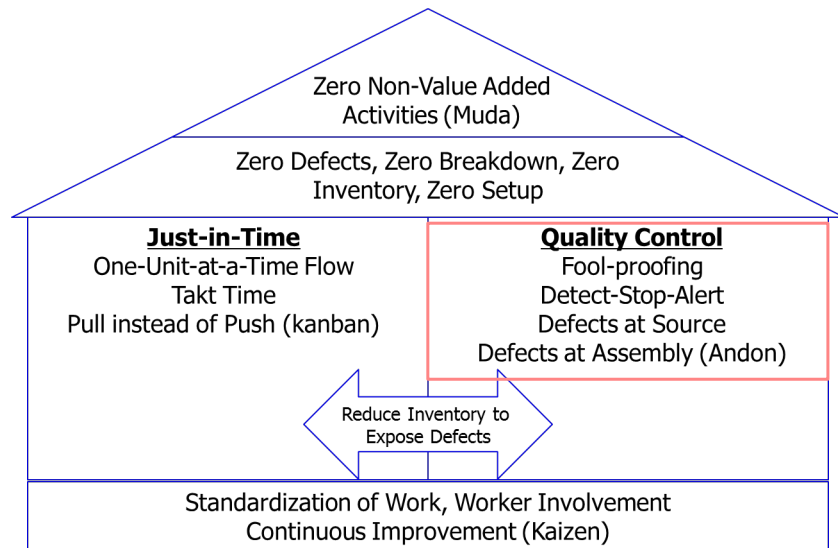 Zero Non-Value Added
Activities (Muda)
Zero Defects, Zero Breakdown, Zero
Inventory, Zero Setup
Just-in-Time
One-Unit-at-a-Time Flow
Takt Time
Pull instead of Push (kanban)
Quality Control
Fool-proofing
Detect-Stop-Alert
Defects at Source
Defects at Assembly (Andon)
Reduce Inventory to
Expose Defects
Standardization of Work, Worker Involvement
Continuous Improvement (Kaizen)